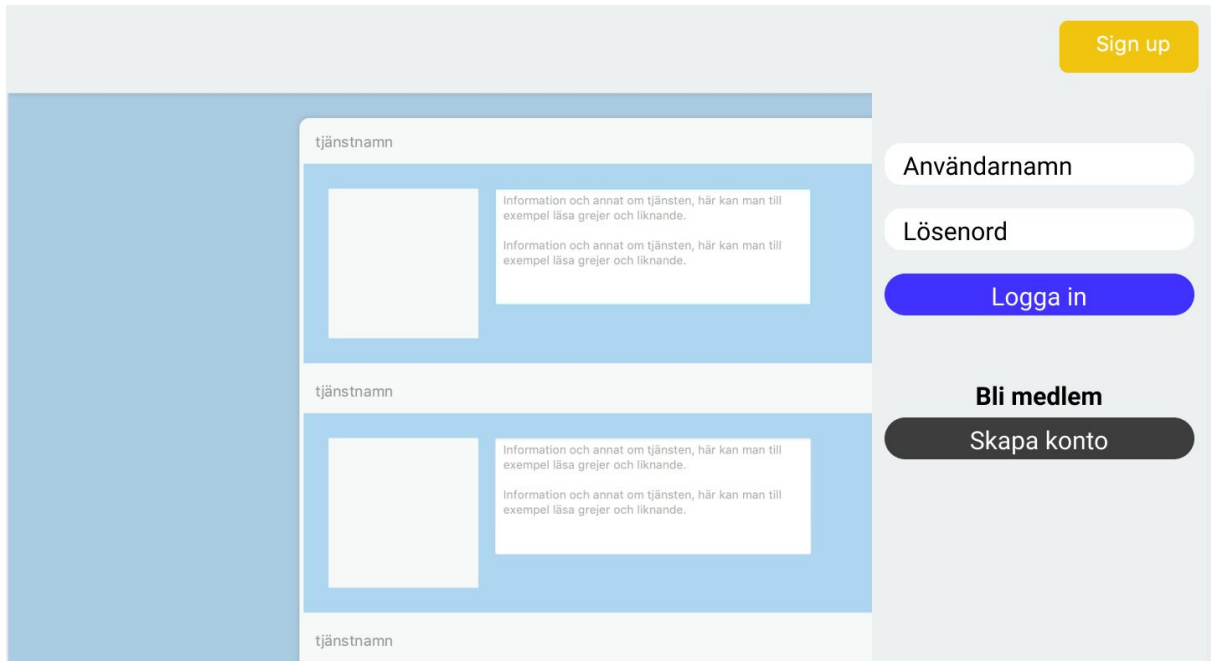 Sign up
tjänstnamn
Information och annat om tjänsten, här kan man till
exempel läsa grejer och liknande.
Information och annat om tjänsten, här kan man till
exempel läsa grejer och liknande.
tjänstnamn
Information och annat om tjänsten, här kan man till
exempel läsa grejer och liknande.
Information och annat om tjänsten, här kan man till
exempel läsa grejer och liknande.
tjänstnamn
Användarnamn
Lösenord
Logga in
Bli medlem
Skapa konto